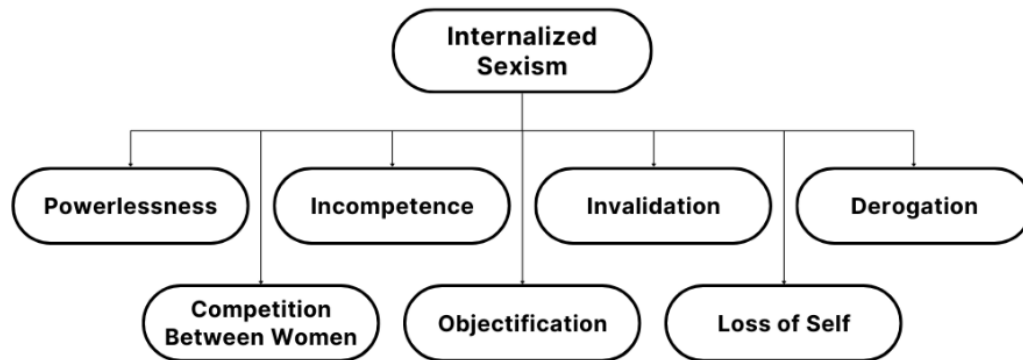 Internalized
Sexism
Powerlessness
Incompetence
Invalidation
Derogation
Competition
Between Women
Objectification
Loss of Self